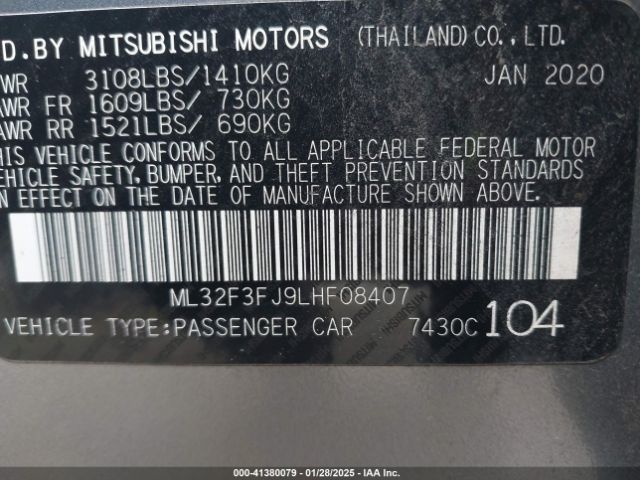 D.BY MITSUBISHI MOTORS (THAILAND) CO.,LTD.
WR 3108LBS/1410KG JAN 2020
AWR FR 1609LBS/ 730KG
AWR RR 1521LBS/ 690KG
HIS VEHICLE CONFORMS TO ALL APPLICABLE FEDERAL MOTOR
EHICLE SAFETY, BUMPER, AND THEFT PREVENTION STANDARDS
N EFFECT ON THE DATE OF MANUFACTURE SHOWN ABOVE.
ML32F3FJ9LHF08407
VEHICLE TYPE:PASSENGER CAR 7430C 104
000-41380079 | 01/28/2025 | IAA, Inc.